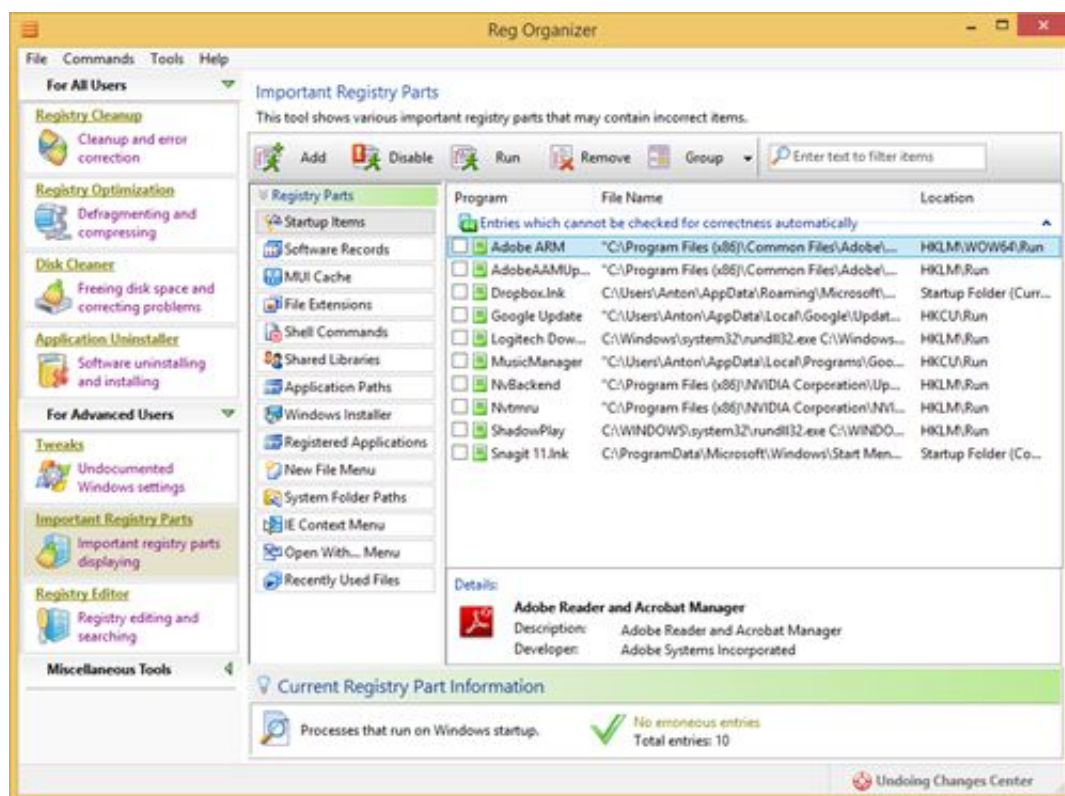 Reg Organizer
File Commands Tools Help
For All Users
Registry Cleanup
Cleanup and error
correction
Registry Optimization
Defragmenting and
compressing
Disk Cleaner
Freeing disk space and
correcting problems
Application Uninstaller
Software uninstalling
and installing
For Advanced Users
Tweaks
Undocumented
Windows settings
Important Registry Parts
Important registry parts
displaying
Registry Editor
Registry editing and
searching
Miscellaneous Tools
Important Registry Parts
This tool shows various important registry parts that may contain incorrect items.
Add Disable Run Remove Group Enter text to filter items
Registry Parts
Startup Items
Software Records
MUI Cache
File Extensions
Shell Commands
Shared Libraries
Application Paths
Windows Installer
Registered Applications
New File Menu
System Folder Paths
IE Context Menu
Open With... Menu
Recently Used Files
Program File Name Location
Entries which cannot be checked for correctness automatically
Adobe ARM "C:\Program Files (x86)\Common Files\Adobe\... HKLM\WOW64\Run
AdobeAAMUp... "C:\Program Files (x86)\Common Files\Adobe\... HKLM\Run
Dropbox.lnk C:\Users\Anton\AppData\Roaming\Microsoft\... Startup Folder (Curr...
Google Update "C:\Users\Anton\AppData\Local\Google\Updat... HKCU\Run
Logitech Dow... C:\Windows\system32\rundll32.exe C:\Windows... HKLM\Run
MusicManager "C:\Users\Anton\AppData\Local\Programs\Goo... HKCU\Run
NvBackend "C:\Program Files (x86)\NVIDIA Corporation\Up... HKLM\Run
Nvtmru "C:\Program Files (x86)\NVIDIA Corporation\NVI... HKLM\Run
ShadowPlay C:\WINDOWS\system32\rundll32.exe C:\WINDO... HKLM\Run
Snagit 11.lnk C:\ProgramData\Microsoft\Windows\Start Men... Startup Folder (Co...
Details:
Adobe Reader and Acrobat Manager
Description: Adobe Reader and Acrobat Manager
Developer: Adobe Systems Incorporated
Current Registry Part Information
Processes that run on Windows startup.
No erroneous entries
Total entries: 10
Undoing Changes Center